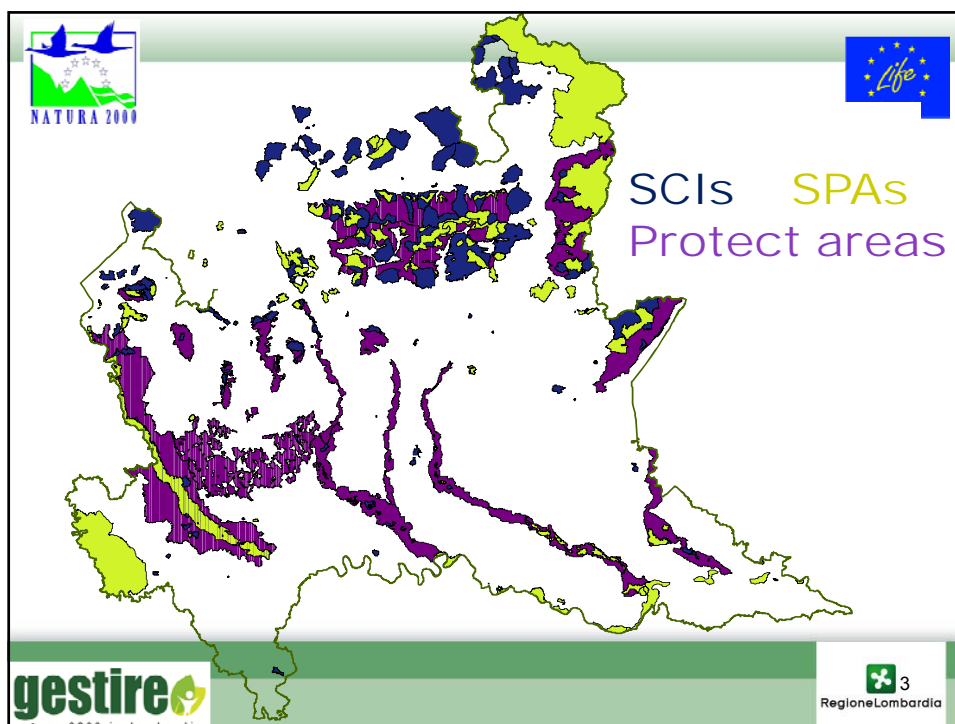 NATURA 2000
Life
SCIs SPAs
Protect areas
gestire
3
RegioneLombardia